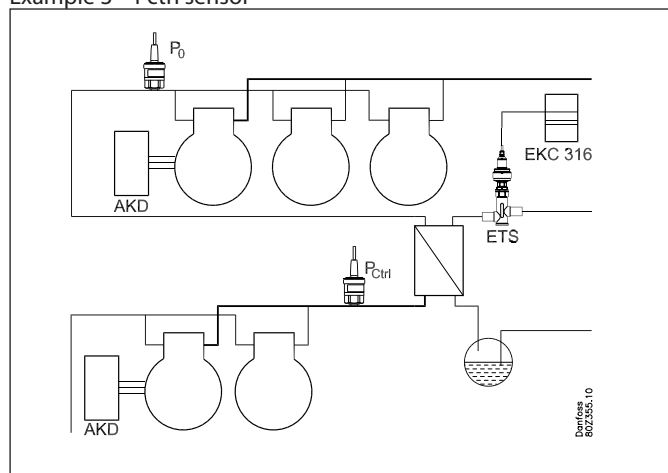 Example 3 – Pctrl sensor
P0
AKD
EKC 316
ETS
PCtrl
AKD
Danfoss
80Z355.10